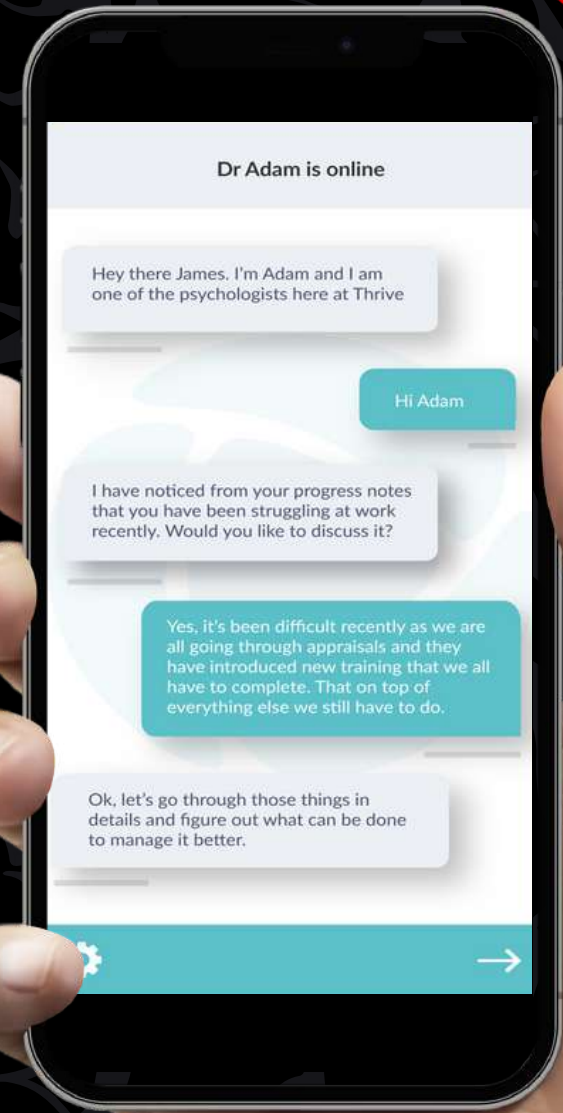 Dr Adam is online
Hey there James. I'm Adam and I am
one of the psychologists here at Thrive
Hi Adam
I have noticed from your progress notes
that you have been struggling at work
recently. Would you like to discuss it?
Yes, it's been difficult recently as we are
all going through appraisals and they
have introduced new training that we all
have to complete. That on top of
everything else we still have to do.
Ok, let's go through those things in
details and figure out what can be done
to manage it better.